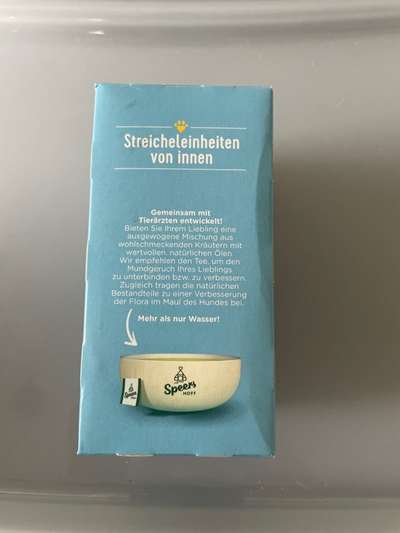 Streicheleinheiten
von innen
Gemeinsam mit
Tierärzten entwickelt!
Bieten Sie Ihrem Liebling eine
ausgewogene Mischung aus
wohlschmeckenden Kräutern mit
wertvollen, natürlichen Ölen.
Wir empfehlen den Tee, um den
Mundgeruch Ihres Lieblings
zu unterbinden bzw. zu verbessern.
Zugleich tragen die natürlichen
Bestandteile zu einer Verbesserung
der Flora im Maul des Hundes bei.
Mehr als nur Wasser!
Speers
HOFF
Speers